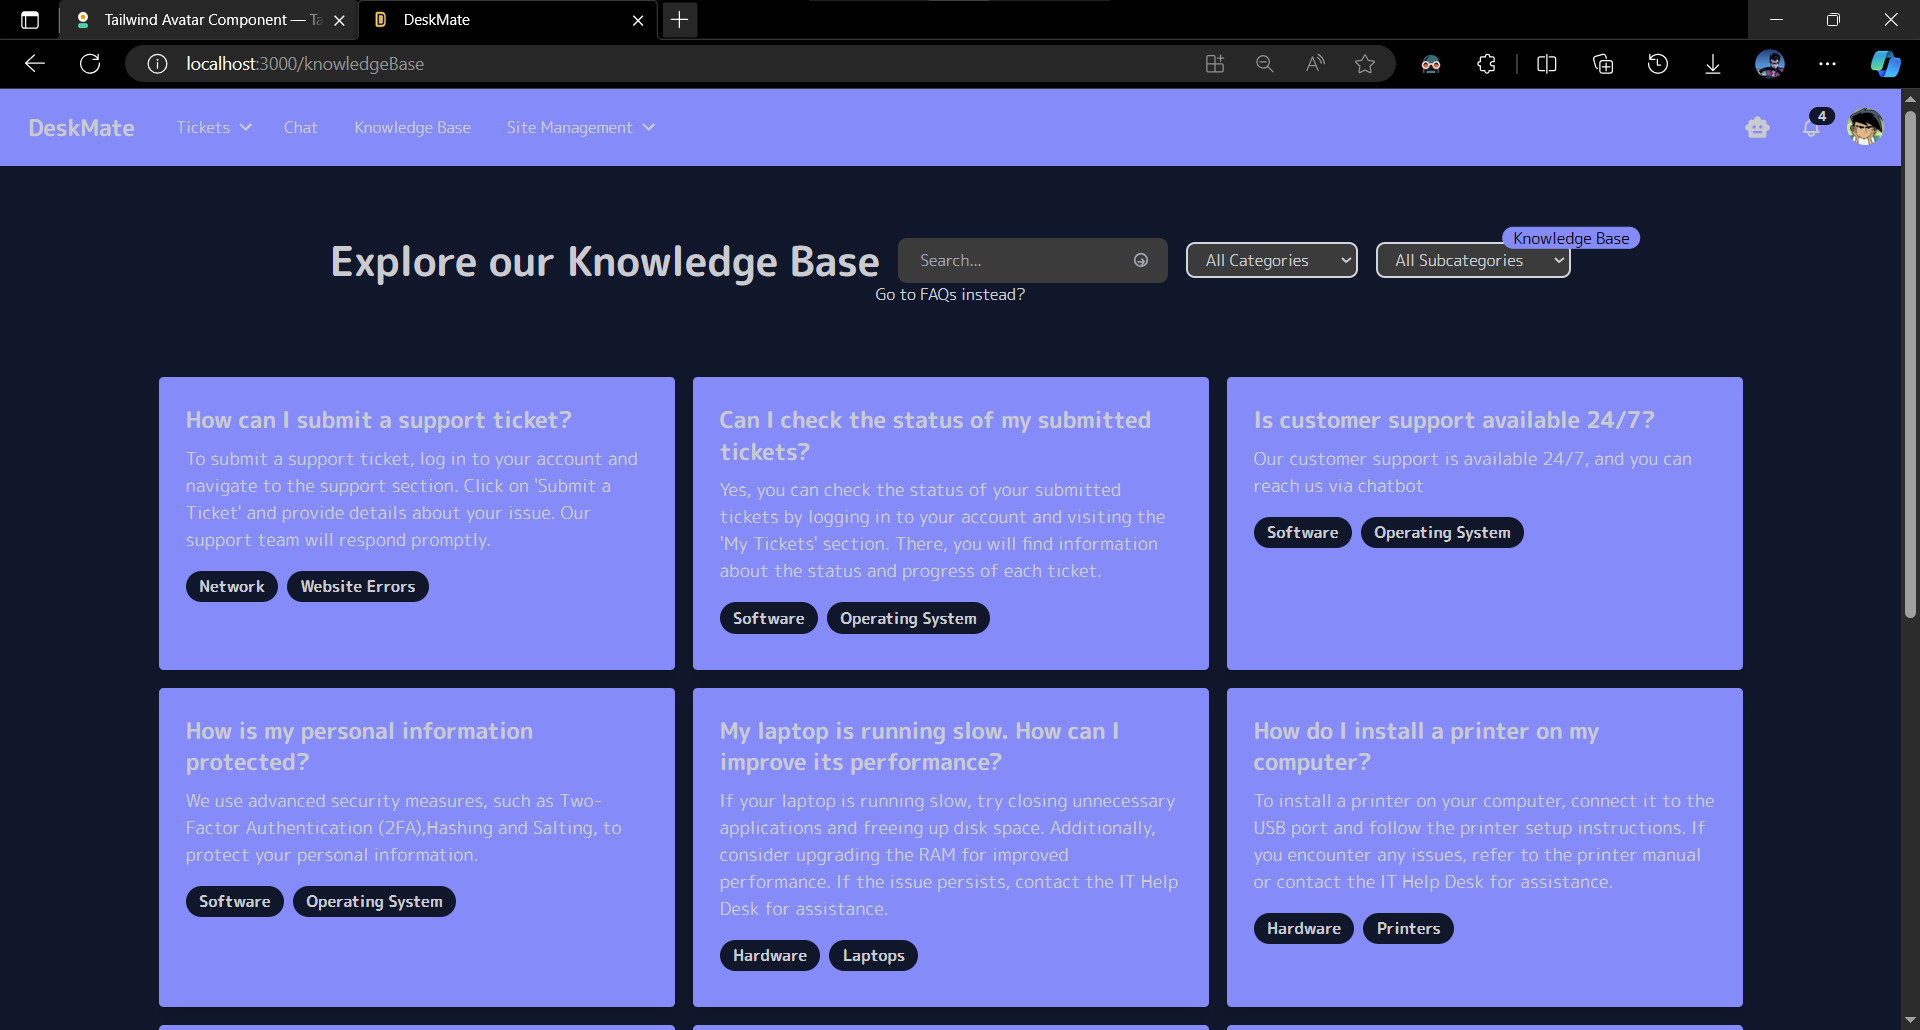 Tailwind Avatar Component — Ta
DeskMate
localhost:3000/knowledgeBase
DeskMate
Tickets
Chat
Knowledge Base
Site Management
4
Explore our Knowledge Base
Search...
All Categories
All Subcategories
Knowledge Base
Go to FAQs instead?
How can I submit a support ticket?
To submit a support ticket, log in to your account and
navigate to the support section. Click on 'Submit a
Ticket' and provide details about your issue. Our
support team will respond promptly.
Network
Website Errors
Can I check the status of my submitted
tickets?
Yes, you can check the status of your submitted
tickets by logging in to your account and visiting the
'My Tickets' section. There, you will find information
about the status and progress of each ticket.
Software
Operating System
Is customer support available 24/7?
Our customer support is available 24/7, and you can
reach us via chatbot
Software
Operating System
How is my personal information
protected?
We use advanced security measures, such as Two-
Factor Authentication (2FA),Hashing and Salting, to
protect your personal information.
Software
Operating System
My laptop is running slow. How can I
improve its performance?
If your laptop is running slow, try closing unnecessary
applications and freeing up disk space. Additionally,
consider upgrading the RAM for improved
performance. If the issue persists, contact the IT Help
Desk for assistance.
Hardware
Laptops
How do I install a printer on my
computer?
To install a printer on your computer, connect it to the
USB port and follow the printer setup instructions. If
you encounter any issues, refer to the printer manual
or contact the IT Help Desk for assistance.
Hardware
Printers